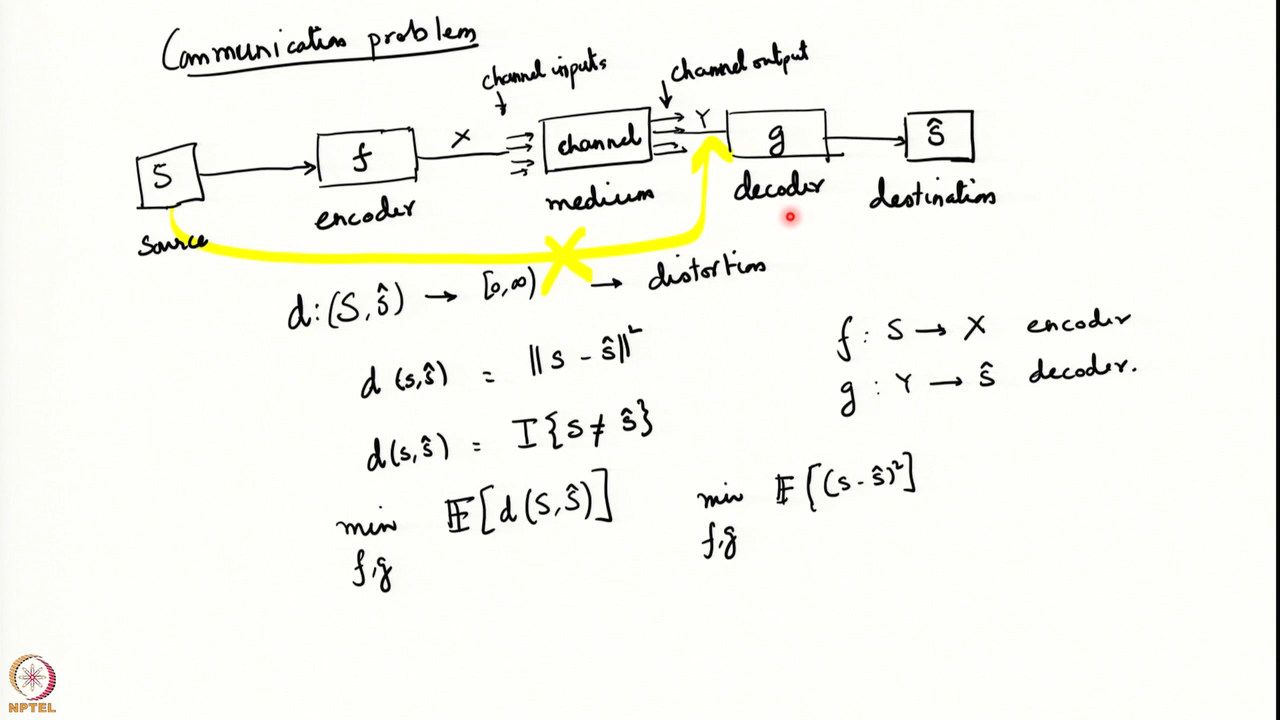 Communication problem
channel inputs
channel output
S
f
X
channel
Y
g
ŝ
source
encoder
medium
decoder
destination
d : (S, ŝ) → [0, ∞) → distortion
d (s, ŝ) = || s - ŝ ||²
d(s, ŝ) = I{s ≠ ŝ}
min f,g E[d(S, ŝ)]
min f,g E[(s - ŝ)²]
f : S → X encoder
g : Y → ŝ decoder.
NPTEL